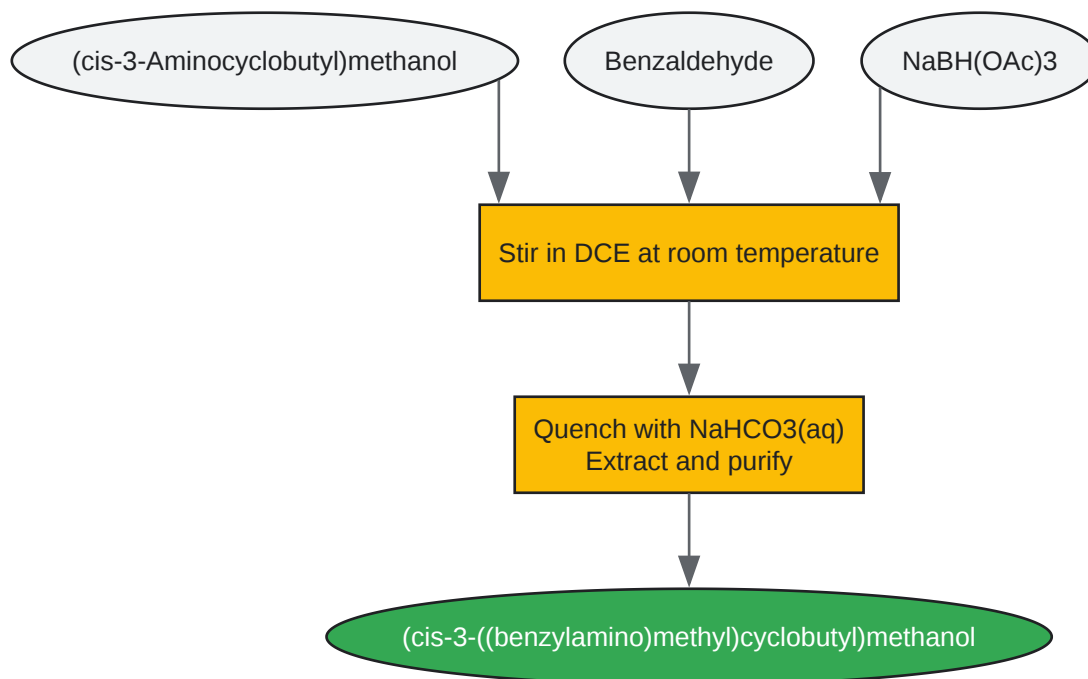 (cis-3-Aminocyclobutyl)methanol
Benzaldehyde
NaBH(OAc)3
Stir in DCE at room temperature
Quench with NaHCO3(aq)
Extract and purify
(cis-3-((benzylamino)methyl)cyclobutyl)methanol